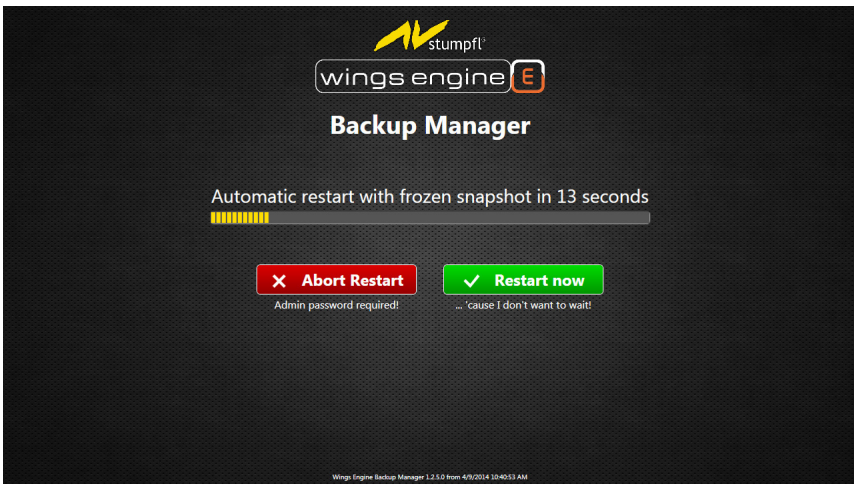 AV
stumpfl
wings engine E
Backup Manager
Automatic restart with frozen snapshot in 13 seconds
Abort Restart
Restart now
Admin password required!
... 'cause I don't want to wait!
Wings Engine Backup Manager 1.2.5.0 from 4/9/2014 10:40:53 AM